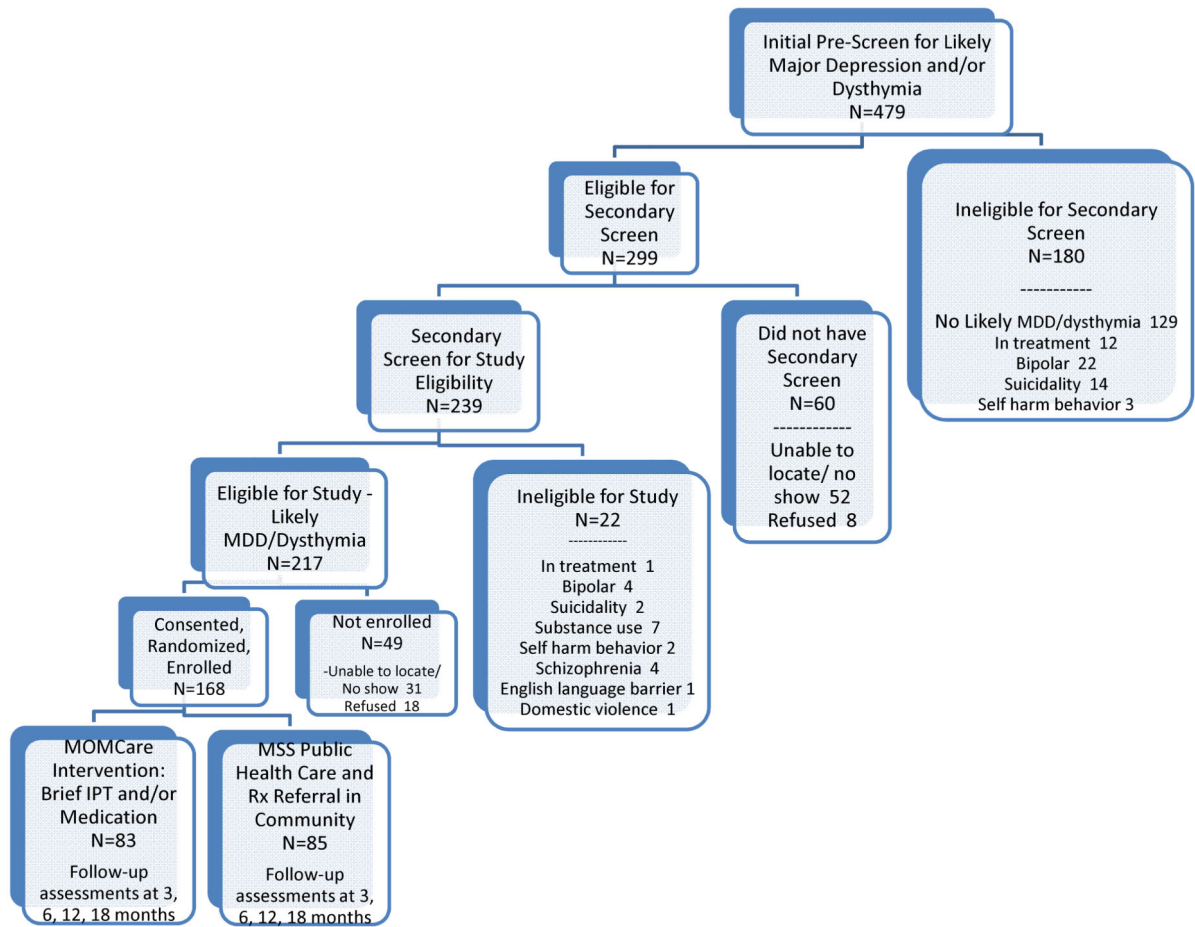 Initial Pre-Screen for Likely
Major Depression and/or
Dysthymia
N=479
Eligible for
Secondary
Screen
N=299
Ineligible for Secondary
Screen
N=180
-----------
No Likely MDD/dysthymia 129
In treatment 12
Bipolar 22
Suicidality 14
Self harm behavior 3
Secondary
Screen for Study
Eligibility
N=239
Did not have
Secondary
Screen
N=60
------------
Unable to
locate/ no
show 52
Refused 8
Eligible for Study -
Likely
MDD/Dysthymia
N=217
Ineligible for Study
N=22
------------
In treatment 1
Bipolar 4
Suicidality 2
Substance use 7
Self harm behavior 2
Schizophrenia 4
English language barrier 1
Domestic violence 1
Consented,
Randomized,
Enrolled
N=168
Not enrolled
N=49
-Unable to locate/
No show 31
Refused 18
MOMCare
Intervention:
Brief IPT and/or
Medication
N=83
Follow-up
assessments at 3,
6, 12, 18 months
MSS Public
Health Care and
Rx Referral in
Community
N=85
Follow-up
assessments at 3,
6, 12, 18 months